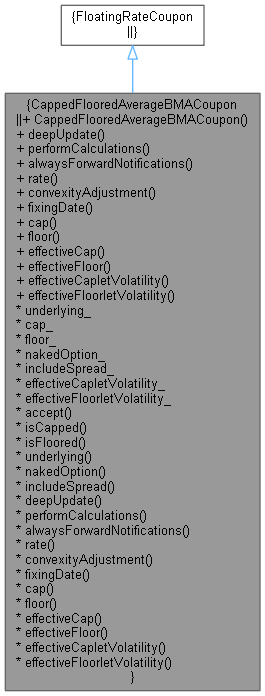 {FloatingRateCoupon
||}
{CappedFlooredAverageBMACoupon
||+ CappedFlooredAverageBMACoupon()
+ deepUpdate()
+ performCalculations()
+ alwaysForwardNotifications()
+ rate()
+ convexityAdjustment()
+ fixingDate()
+ cap()
+ floor()
+ effectiveCap()
+ effectiveFloor()
+ effectiveCapletVolatility()
+ effectiveFloorletVolatility()
* underlying_
* cap_
* floor_
* nakedOption_
* includeSpread_
* effectiveCapletVolatility_
* effectiveFloorletVolatility_
* accept()
* isCapped()
* isFloored()
* underlying()
* nakedOption()
* includeSpread()
* deepUpdate()
* performCalculations()
* alwaysForwardNotifications()
* rate()
* convexityAdjustment()
* fixingDate()
* cap()
* floor()
* effectiveCap()
* effectiveFloor()
* effectiveCapletVolatility()
* effectiveFloorletVolatility()
}